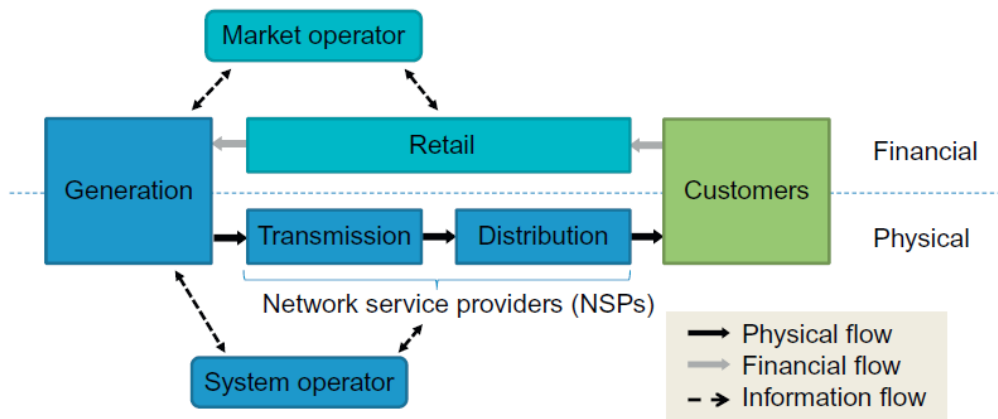 Market operator
Retail
Financial
Generation
Customers
Transmission
Distribution
Physical
Network service providers (NSPs)
Physical flow
Financial flow
System operator
Information flow